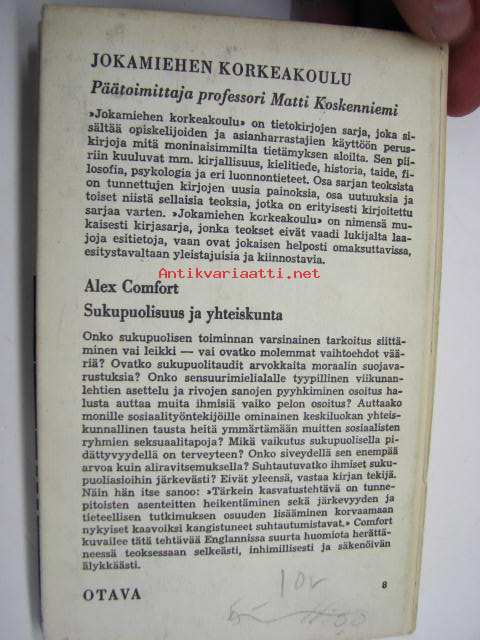 JOKAMIEHEN KORKEAKOULU
Päätoimittaja professori Matti Koskenniemi
»Jokamiehen korkeakoulu» on tietokirjojen sarja, joka si-
sältää opiskelijoiden ja asianharrastajien käyttöön perus-
kirjoja mitä moninaisimmilta tietämyksen aloilta. Sen pii-
riin kuuluvat mm. kirjallisuus, kielitiede, historia, taide, fi-
losofia, psykologia ja eri luonnontieteet. Osa sarjan teoksista
on tunnettujen kirjojen uusia painoksia, osa uutuuksia ja
toiset niistä sellaisia teoksia, jotka on erityisesti kirjoitettu
sarjaa varten. »Jokamiehen korkeakoulu» on nimensä mu-
kaisesti kirjasarja, jonka teokset eivät vaadi lukijalta laa-
joja esitietoja, vaan ovat jokaisen helposti omaksuttavissa,
esitystavaltaan yleistajuisia ja kiinnostavia.
Antikvariaatti.net
Alex Comfort
Sukupuolisuus ja yhteiskunta
Onko sukupuolisen toiminnan varsinainen tarkoitus siittä-
minen vai leikki — vai ovatko molemmat vaihtoehdot vää-
riä? Ovatko sukupuolitaudit arvokkaita moraalin suojava-
rustuksia? Onko sensuurimielialalle tyypillinen viikunan-
lehtien asettelu ja rivojen sanojen pyyhkiminen osoitus ha-
lusta auttaa muita ihmisiä vaiko pelon osoitus? Auttaako
monille sosiaalityöntekijöille ominainen keskiluokan yhteis-
kunnallinen tausta heitä ymmärtämään muitten sosiaalisten
ryhmien seksuaalitapoja? Mikä vaikutus sukupuolisella pi-
dättyvyydellä on terveyteen? Onko siveydellä sen enempää
arvoa kuin aliravitsemuksella? Suhtautuvatko ihmiset suku-
puoliasioihin järkevästi? Eivät yleensä, vastaa kirjan tekijä.
Näin hän itse sanoo: »Tärkein kasvatustehtävä on tunne-
pitoisten asenteitten heikentäminen sekä järkevyyden ja
tieteellisen tutkimuksen osuuden lisääminen korvaamaan
nykyiset kaavoiksi kangistuneet suhtautumistavat.» Comfort
kuvailee tätä tehtävää Englannissa suurta huomiota herättä-
neessä teoksessaan selkeästi, inhimillisesti ja säkenöivän
älykkäästi.
8
OTAVA